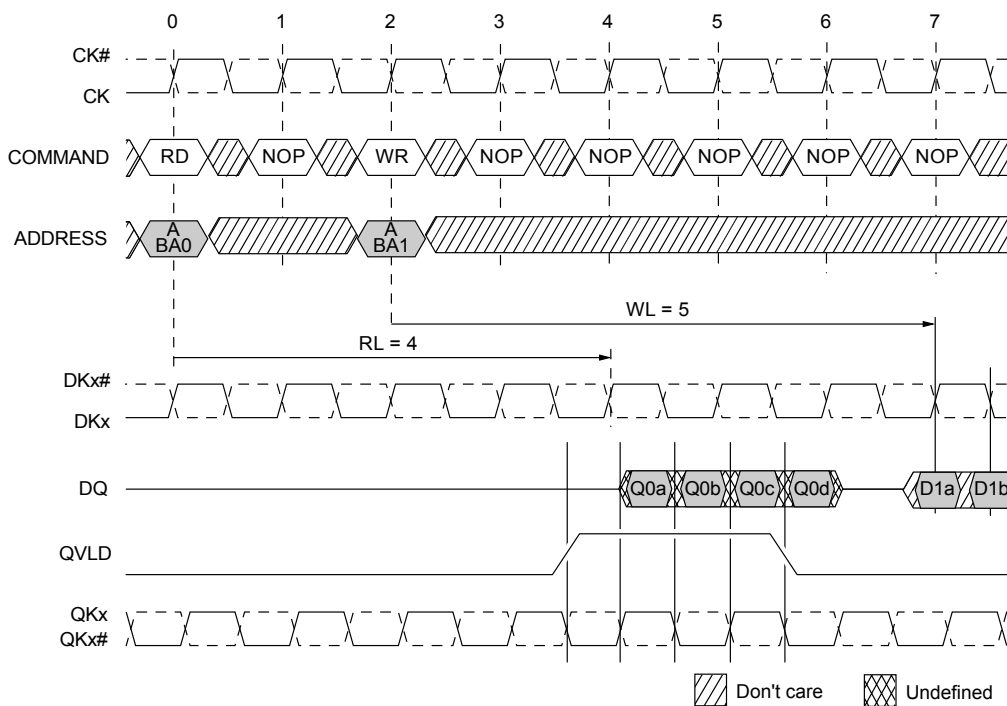 0 1 2 3 4 5 6 7
CK#
CK
COMMAND RD NOP WR NOP NOP NOP NOP NOP
ADDRESS A BA0 A BA1
WL = 5
RL = 4
DKx#
DKx
DQ Q0a Q0b Q0c Q0d D1a D1b
QVLD
QKx
QKx#
Don't care Undefined